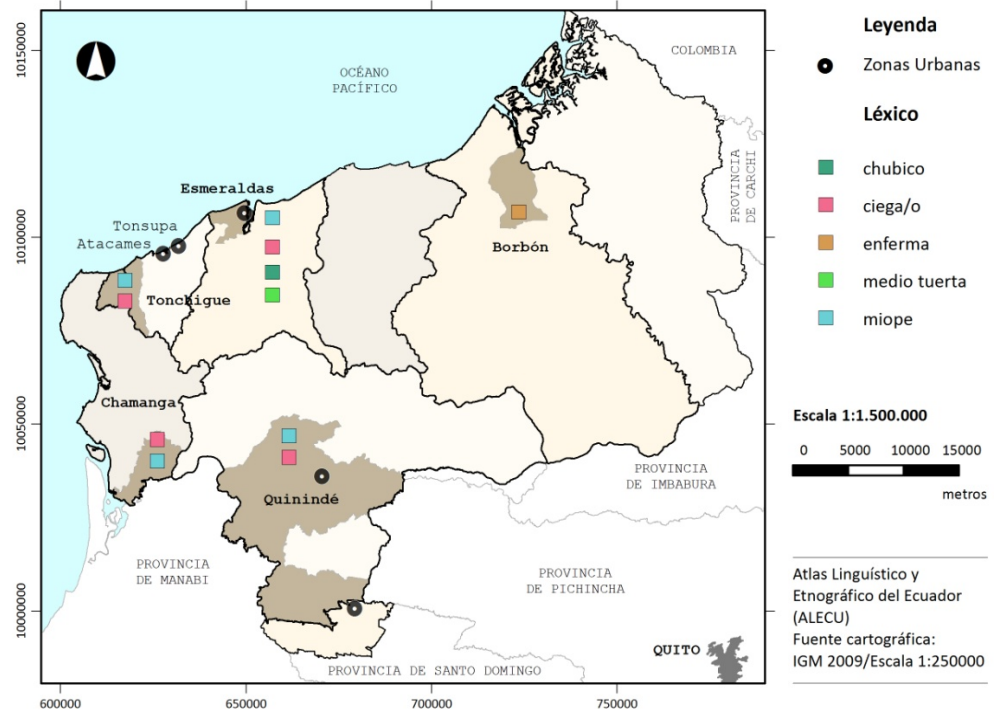 10150000
10100000
10050000
10000000
600000
650000
700000
750000
OCÉANO
PACÍFICO
COLOMBIA
PROVINCIA
DE CARCHI
Esmeraldas
Tonsupa
Atacames
Tonchigue
Borbón
Chamanga
Quinindé
PROVINCIA
DE IMBABURA
PROVINCIA
DE MANABI
PROVINCIA
DE PICHINCHA
QUITO
PROVINCIA DE SANTO DOMINGO
Leyenda
Zonas Urbanas
Léxico
chubico
ciega/o
enferma
medio tuerta
miope
Escala 1:1.500.000
0 5000 10000 15000
metros
Atlas Linguístico y
Etnográfico del Ecuador
(ALECU)
Fuente cartográfica:
IGM 2009/Escala 1:250000